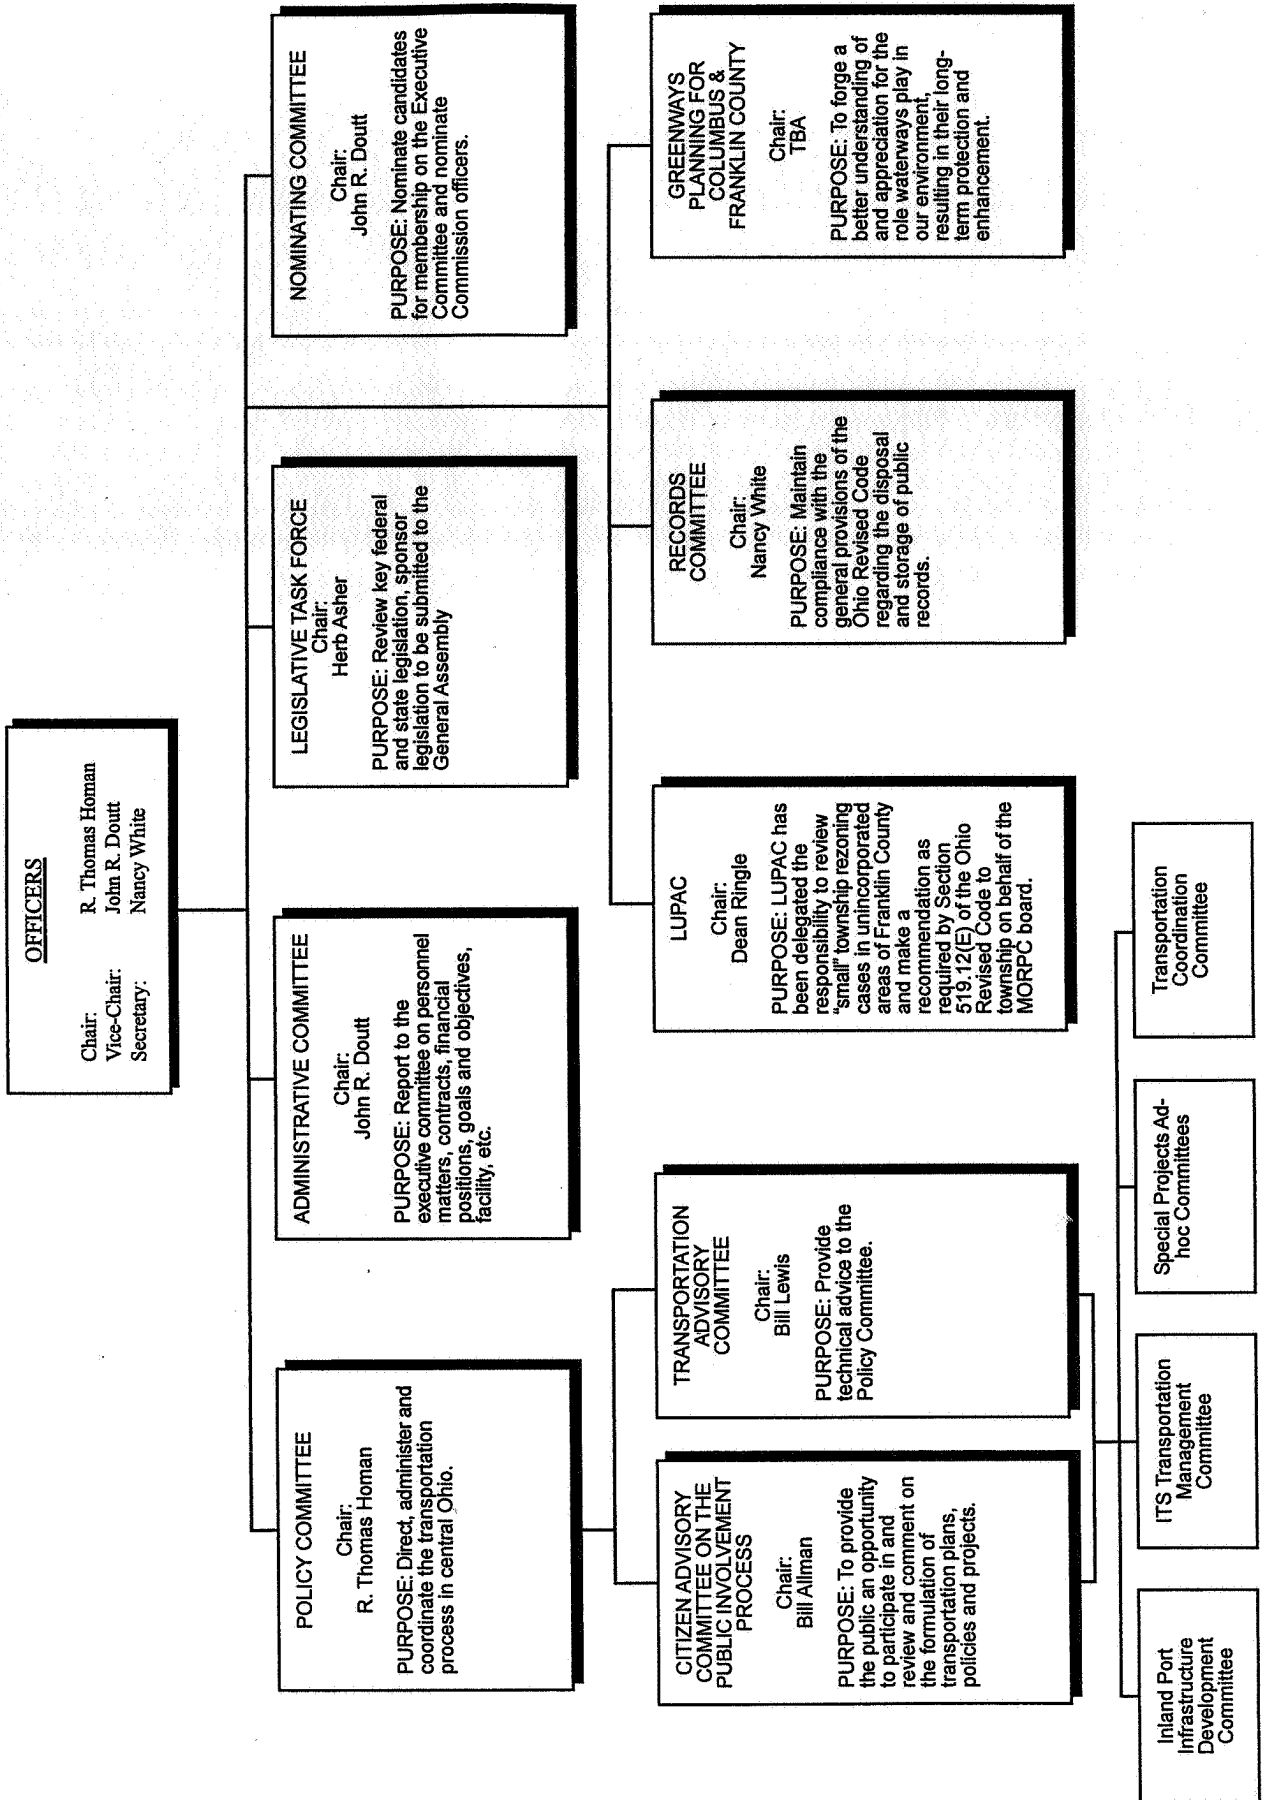 OFFICERS
Chair: R. Thomas Homan
Vice-Chair: John R. Doutt
Secretary: Nancy White
POLICY COMMITTEE
Chair:
R. Thomas Homan
PURPOSE: Direct, administer and
coordinate the transportation
process in central Ohio.
ADMINISTRATIVE COMMITTEE
Chair:
John R. Doutt
PURPOSE: Report to the
executive committee on personnel
matters, contracts, financial
positions, goals and objectives,
facility, etc.
LEGISLATIVE TASK FORCE
Chair:
Herb Asher
PURPOSE: Review key federal
and state legislation, sponsor
legislation to be submitted to the
General Assembly
NOMINATING COMMITTEE
Chair:
John R. Doutt
PURPOSE: Nominate candidates
for membership on the Executive
Committee and nominate
Commission officers.
CITIZEN ADVISORY
COMMITTEE ON THE
PUBLIC INVOLVEMENT
PROCESS
Chair:
Bill Allman
PURPOSE: To provide
the public an opportunity
to participate in and
review and comment on
the formulation of
transportation plans,
policies and projects.
TRANSPORTATION
ADVISORY
COMMITTEE
Chair:
Bill Lewis
PURPOSE: Provide
technical advice to the
Policy Committee.
LUPAC
Chair:
Dean Ringle
PURPOSE: LUPAC has
been delegated the
responsibility to review
"small" township rezoning
cases in unincorporated
areas of Franklin County
and make a
recommendation as
required by Section
519.12(E) of the Ohio
Revised Code to
township on behalf of the
MORPC board.
RECORDS
COMMITTEE
Chair:
Nancy White
PURPOSE: Maintain
compliance with the
general provisions of the
Ohio Revised Code
regarding the disposal
and storage of public
records.
GREENWAYS
PLANNING FOR
COLUMBUS &
FRANKLIN COUNTY
Chair:
TBA
PURPOSE: To forge a
better understanding of
and appreciation for the
role waterways play in
our environment,
resulting in their long-
term protection and
enhancement.
Inland Port
Infrastructure
Development
Committee
ITS Transportation
Management
Committee
Special Projects Ad-
hoc Committees
Transportation
Coordination
Committee